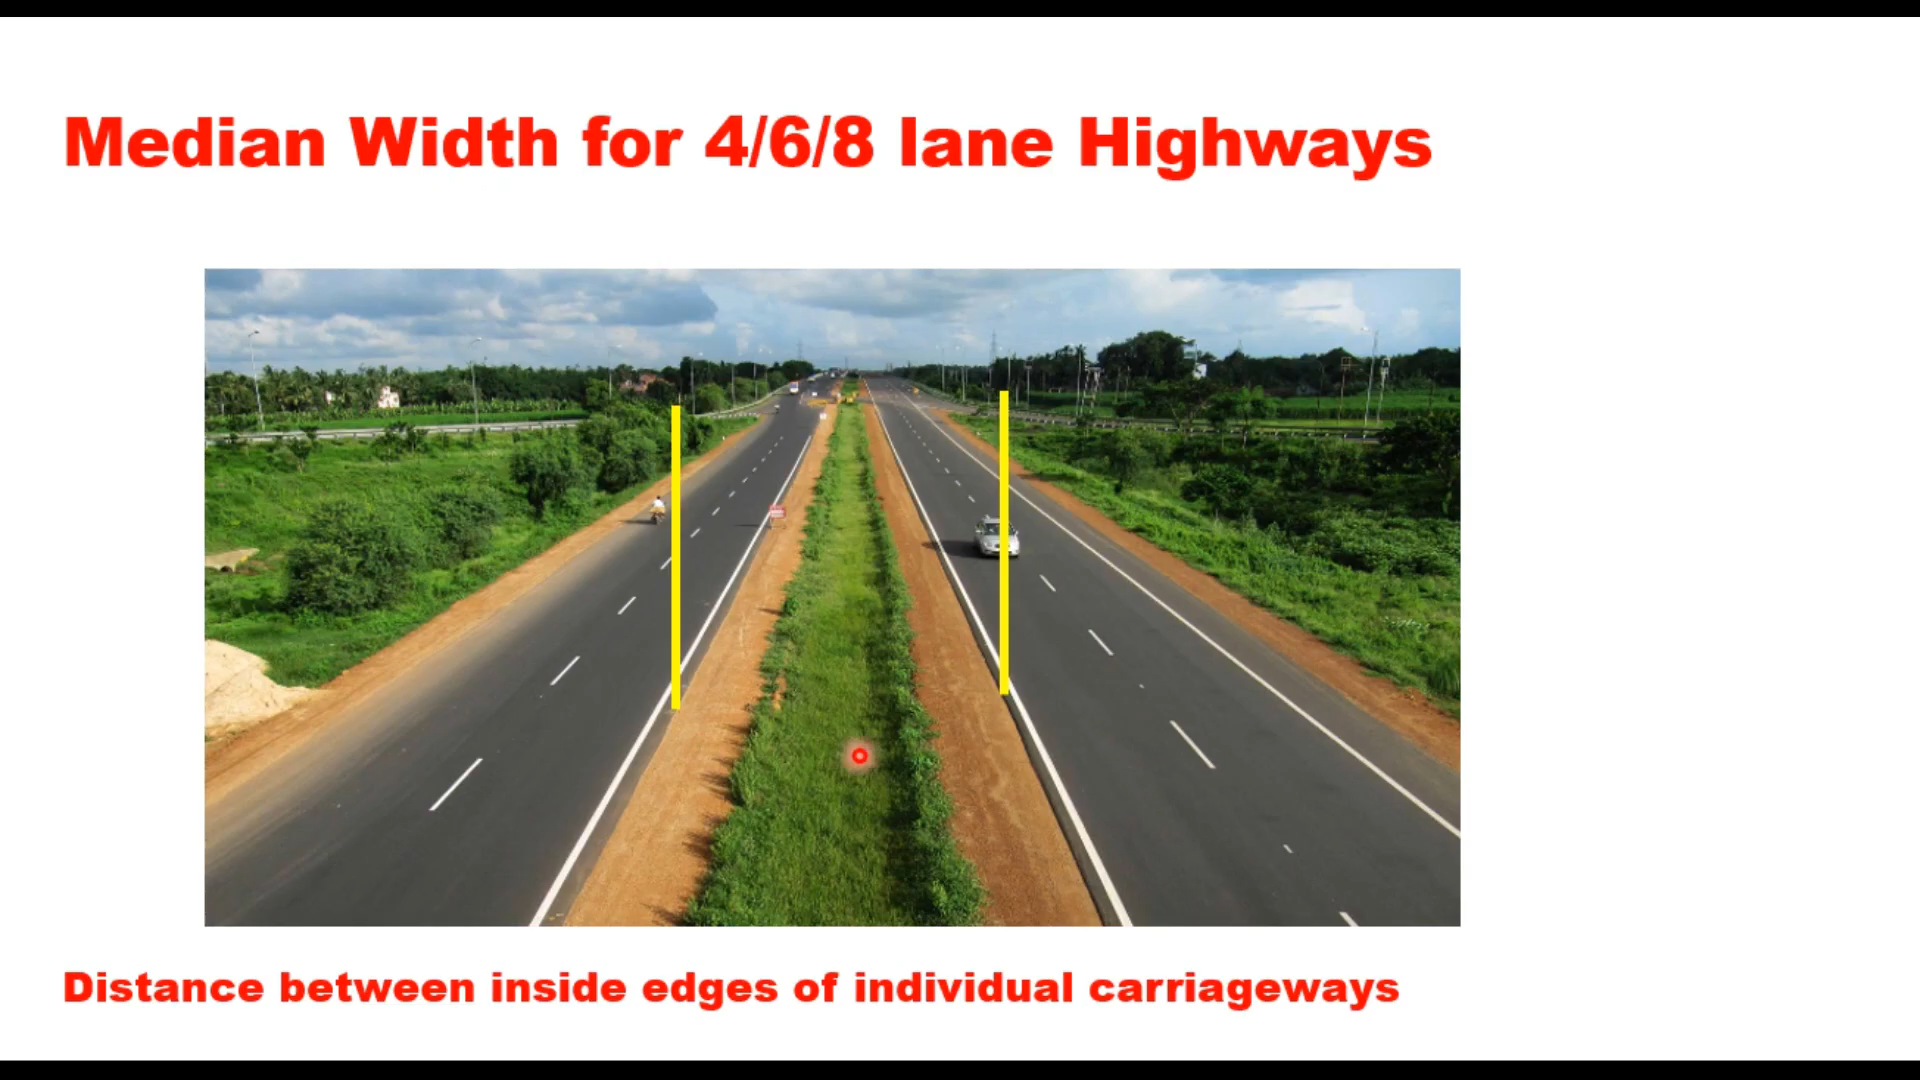 Median Width for 4/6/8 lane Highways
Distance between inside edges of individual carriageways